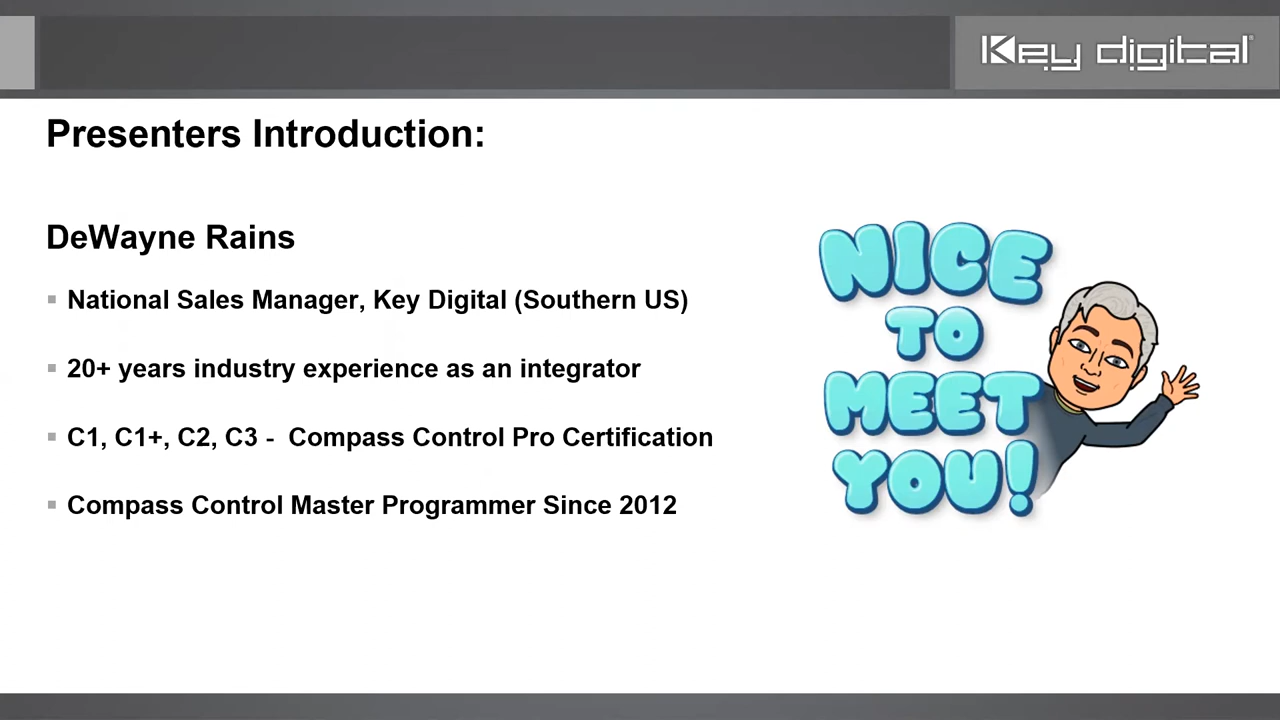 Key digital
Presenters Introduction:
DeWayne Rains
National Sales Manager, Key Digital (Southern US)
20+ years industry experience as an integrator
C1, C1+, C2, C3 - Compass Control Pro Certification
Compass Control Master Programmer Since 2012
NICE
TO
MEET
YOU!